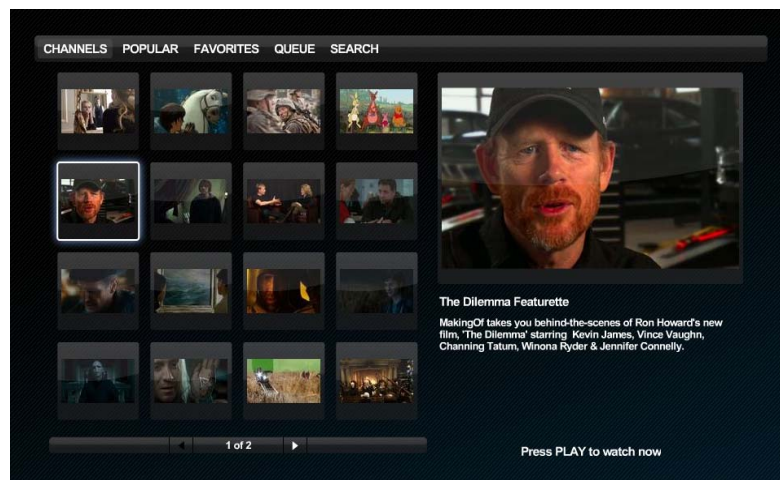 CHANNELS POPULAR FAVORITES QUEUE SEARCH
The Dilemma Featurette
MakingOf takes you behind-the-scenes of Ron Howard's new
film, 'The Dilemma' starring Kevin James, Vince Vaughn,
Channing Tatum, Winona Ryder & Jennifer Connelly.
1 of 2
Press PLAY to watch now